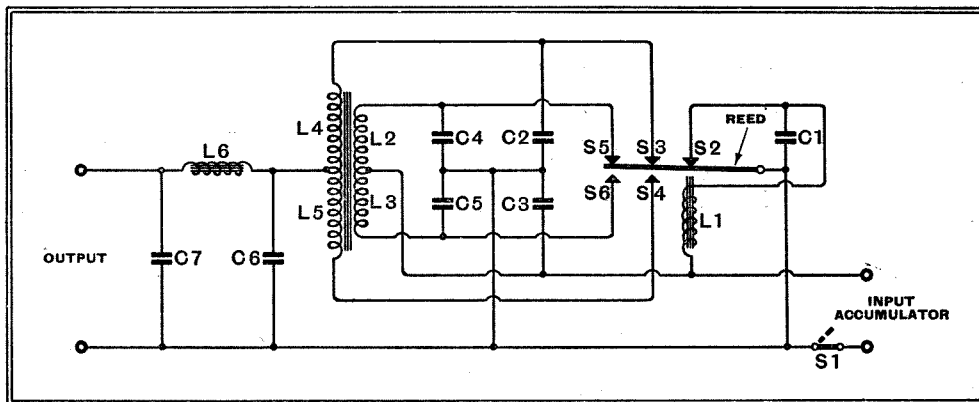 REED
L4
L2
C4
C2
S5
S3
S2
C1
L6
L5
L3
C5
C3
S6
S4
L1
OUTPUT
C7
C6
INPUT
ACCUMULATOR
S1